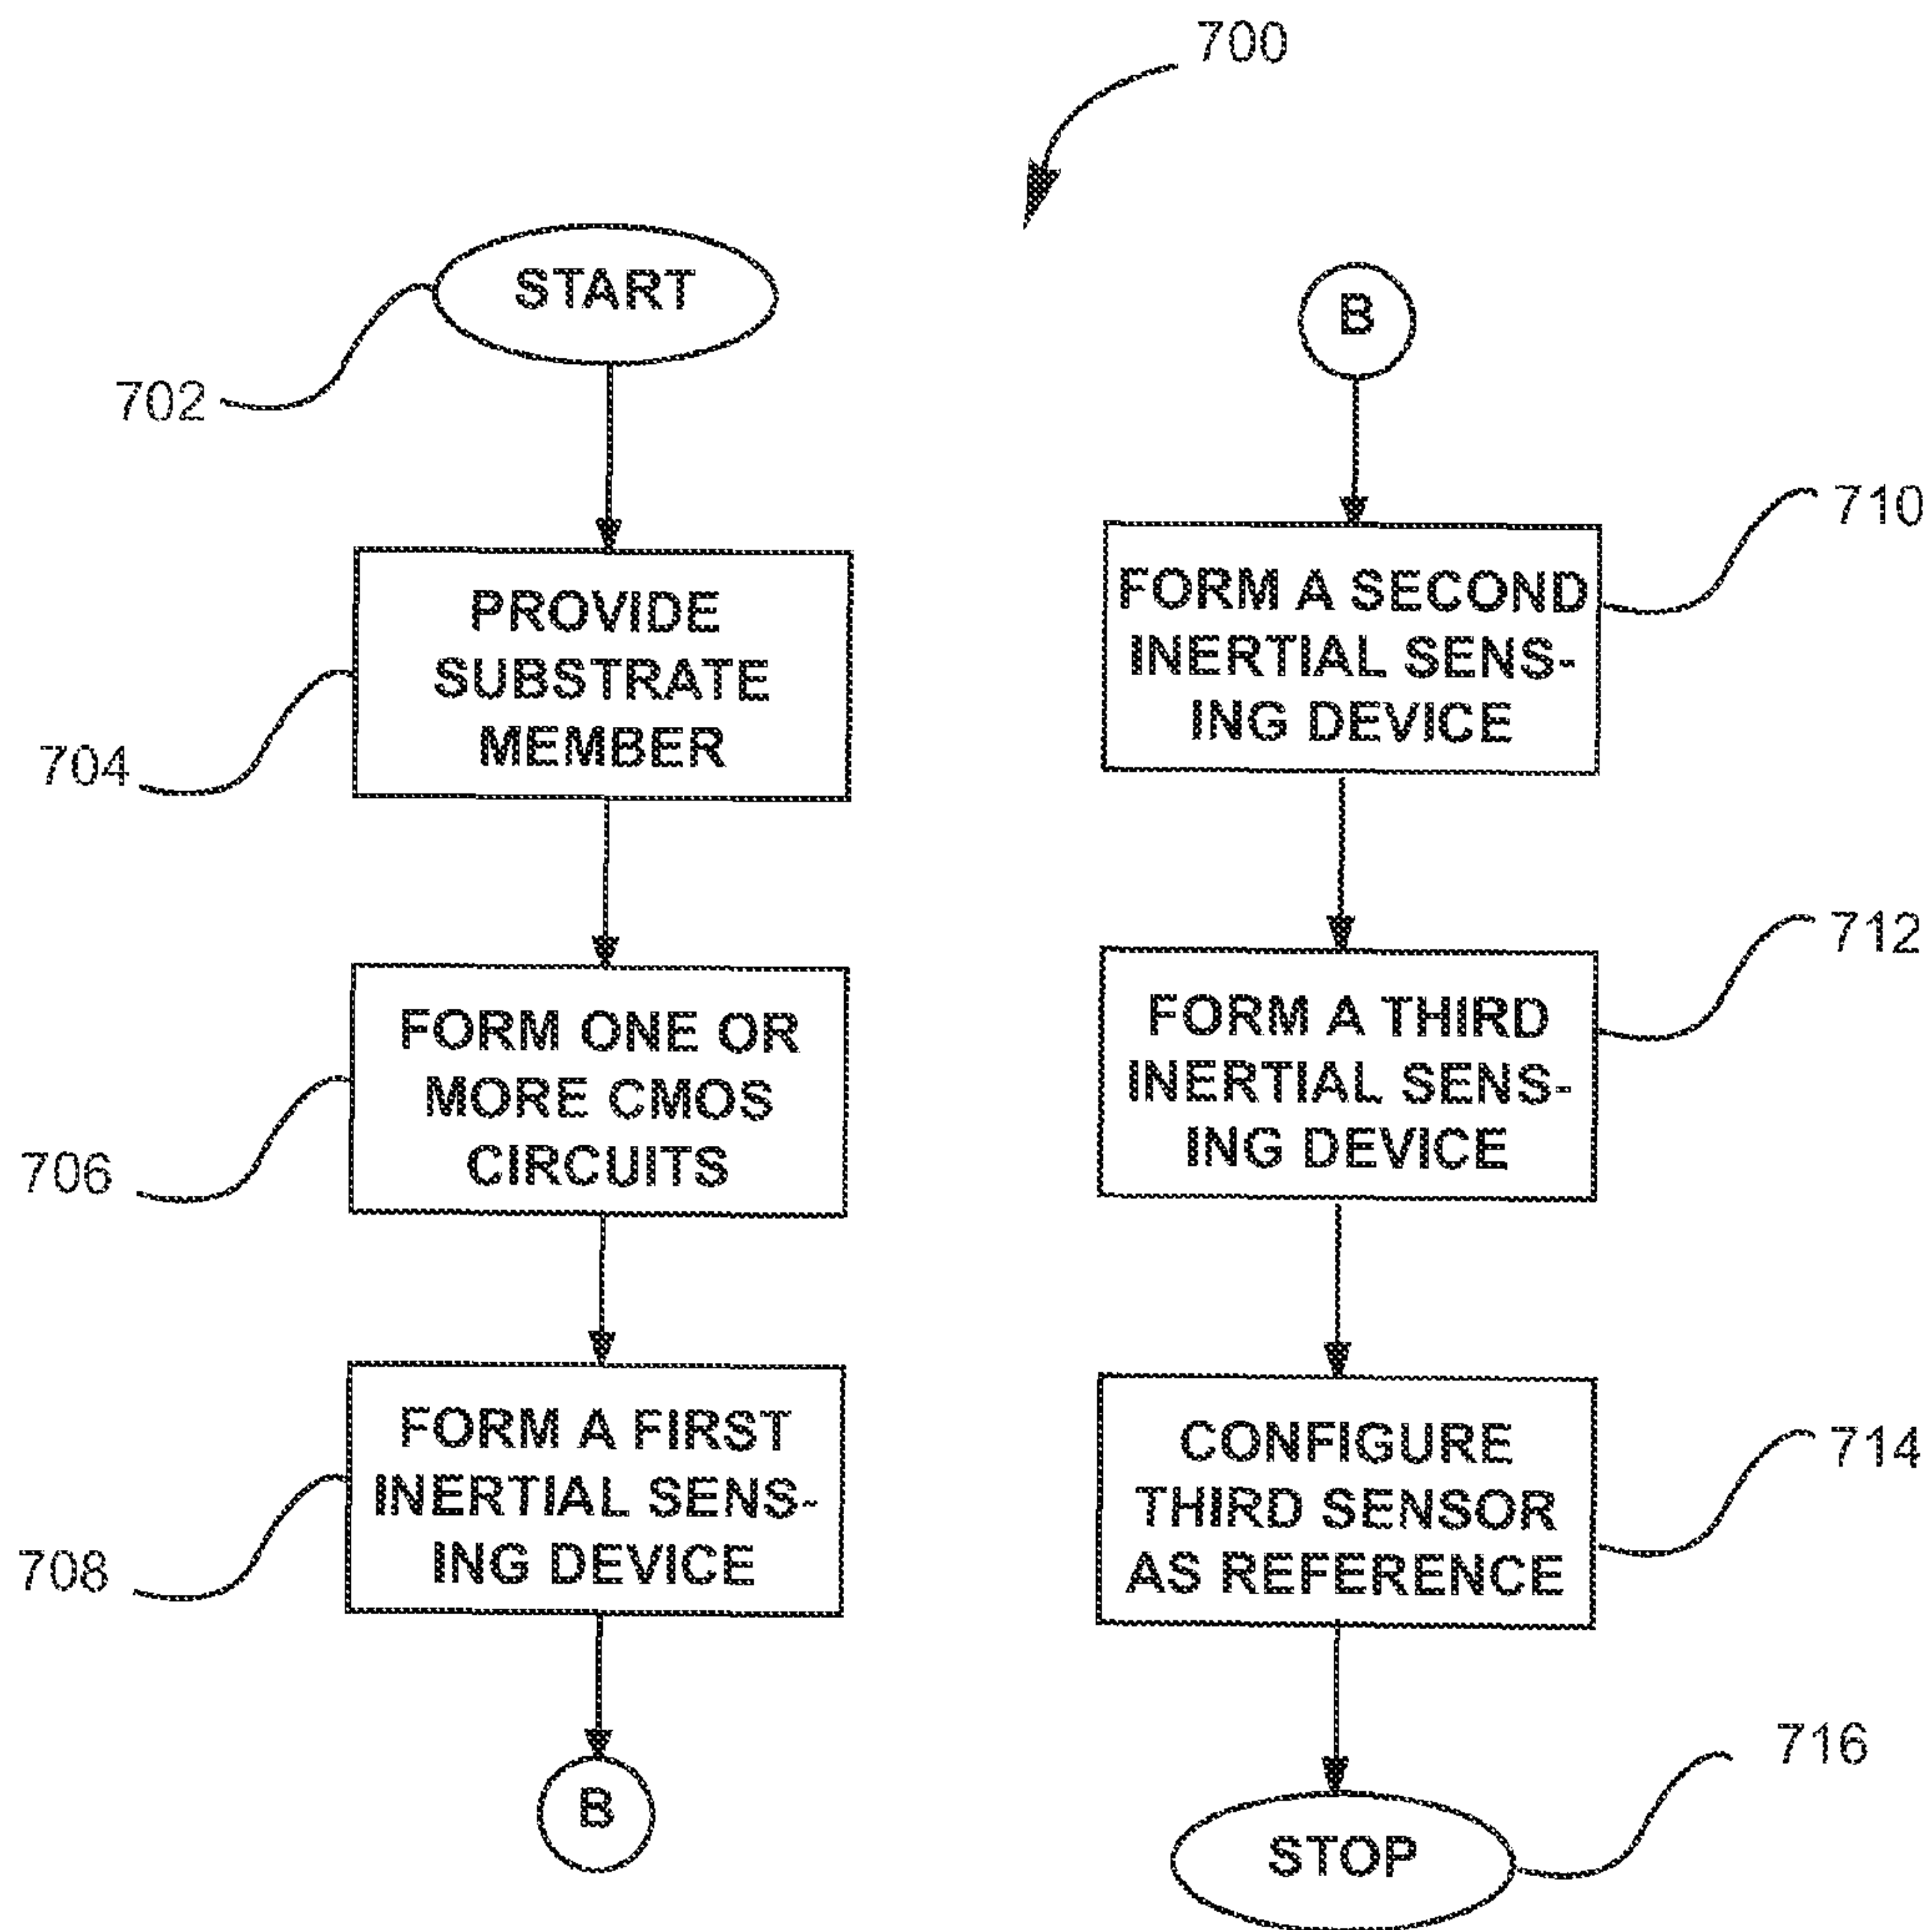 700
START
702
PROVIDE
SUBSTRATE
MEMBER
704
FORM ONE OR
MORE CMOS
CIRCUITS
706
FORM A FIRST
INERTIAL SENS-
ING DEVICE
708
B
B
710
FORM A SECOND
INERTIAL SENS-
ING DEVICE
712
FORM A THIRD
INERTIAL SENS-
ING DEVICE
714
CONFIGURE
THIRD SENSOR
AS REFERENCE
716
STOP